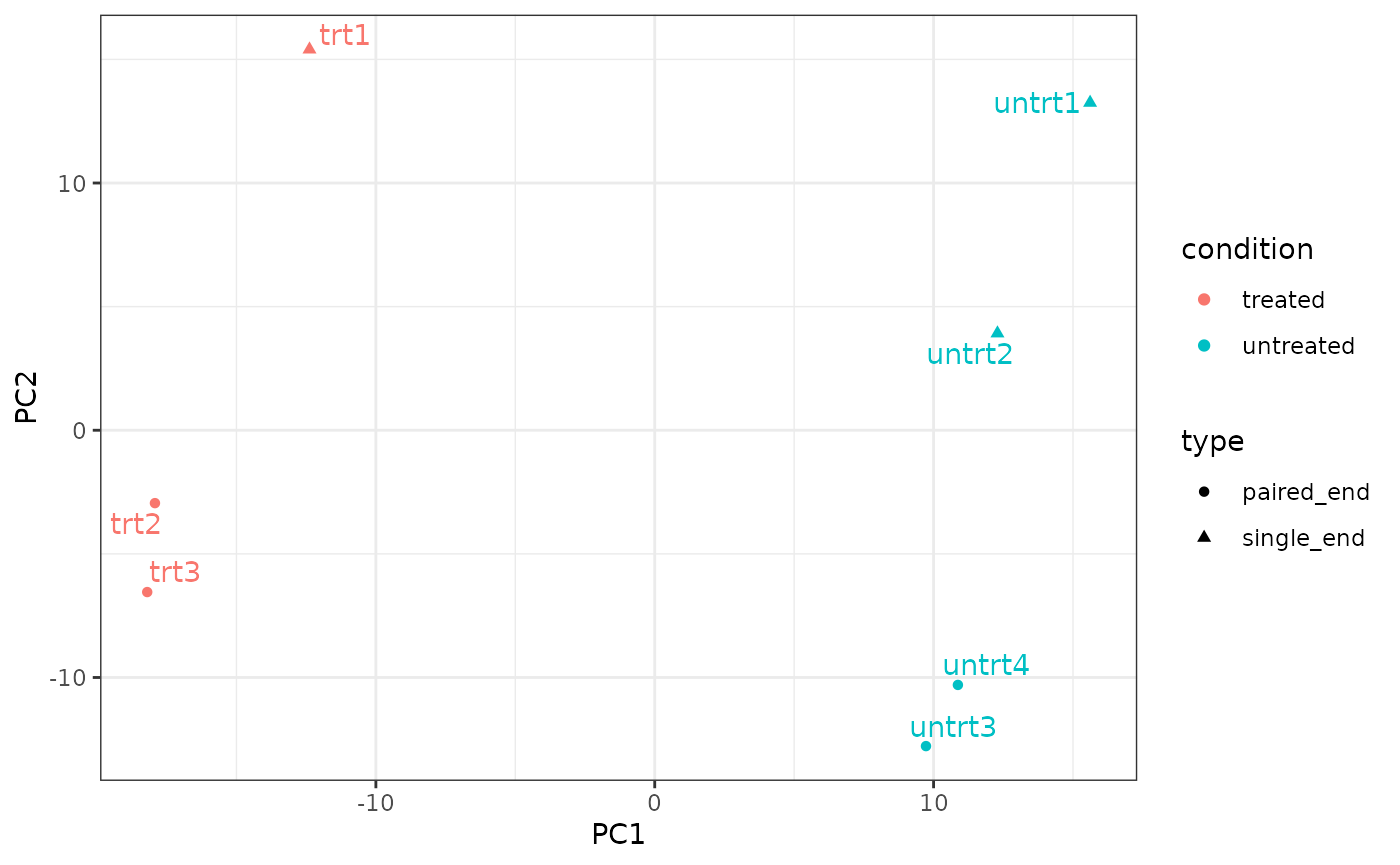 trt1
untrt1
10
condition
treated
untrt2
untreated
PC2
0
type
paired_end
trt2
single_end
trt3
untrt4
-10
untrt3
-10
0
10
PC1